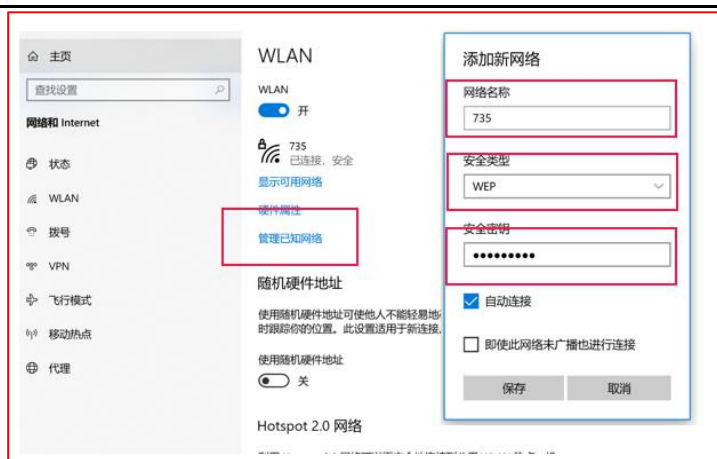 主页
查找设置
网络和 Internet
状态
WLAN
拨号
VPN
飞行模式
移动热点
代理
WLAN
WLAN
开
735
已连接，安全
显示可用网络
硬件属性
管理已知网络
随机硬件地址
使用随机硬件地址可使他人不能轻易地
时跟踪你的位置。此设置适用于新连接
使用随机硬件地址
关
Hotspot 2.0 网络
添加新网络
网络名称
735
安全类型
WEP
安全密钥
●●●●●●●●●
自动连接
即使此网络未广播也进行连接
保存 取消